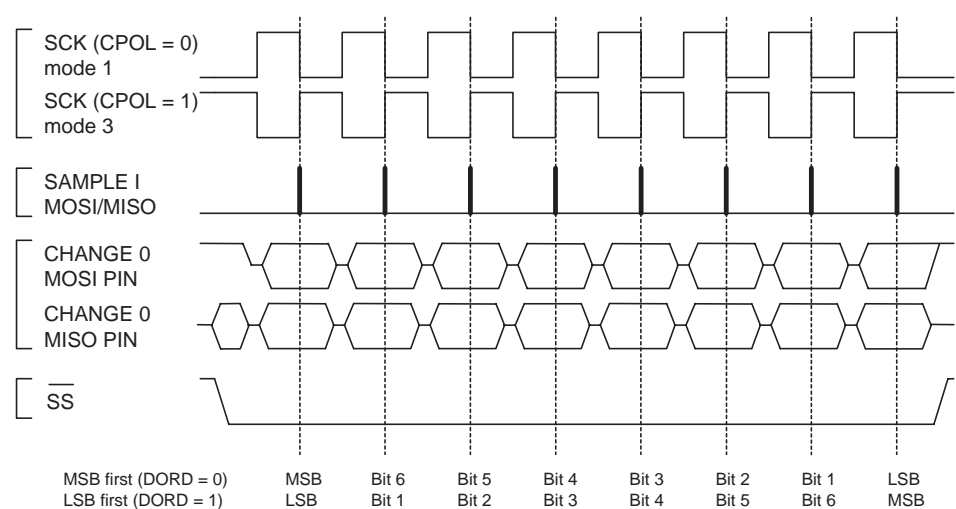 SCK (CPOL = 0)
mode 1
SCK (CPOL = 1)
mode 3
SAMPLE I
MOSI/MISO
CHANGE 0
MOSI PIN
CHANGE 0
MISO PIN
SS
MSB first (DORD = 0) MSB Bit 6 Bit 5 Bit 4 Bit 3 Bit 2 Bit 1 LSB
LSB first (DORD = 1) LSB Bit 1 Bit 2 Bit 3 Bit 4 Bit 5 Bit 6 MSB